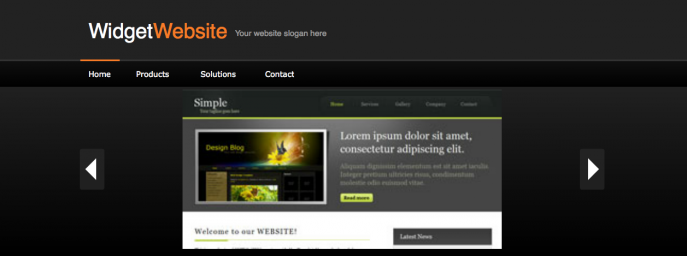 WidgetWebsite Your website slogan here
Home Products Solutions Contact
Simple
Your tagline goes here
Home Services Gallery Company Contact
Design Blog
Lorem ipsum dolor sit amet,
consectetur adipiscing elit.
Aliquam dignissim elementum est sit amet iaculis
Integer pretium ultricies risus, condimentum
molestie odio euismod vitae.
Read more
Welcome to our WEBSITE!
Latest News